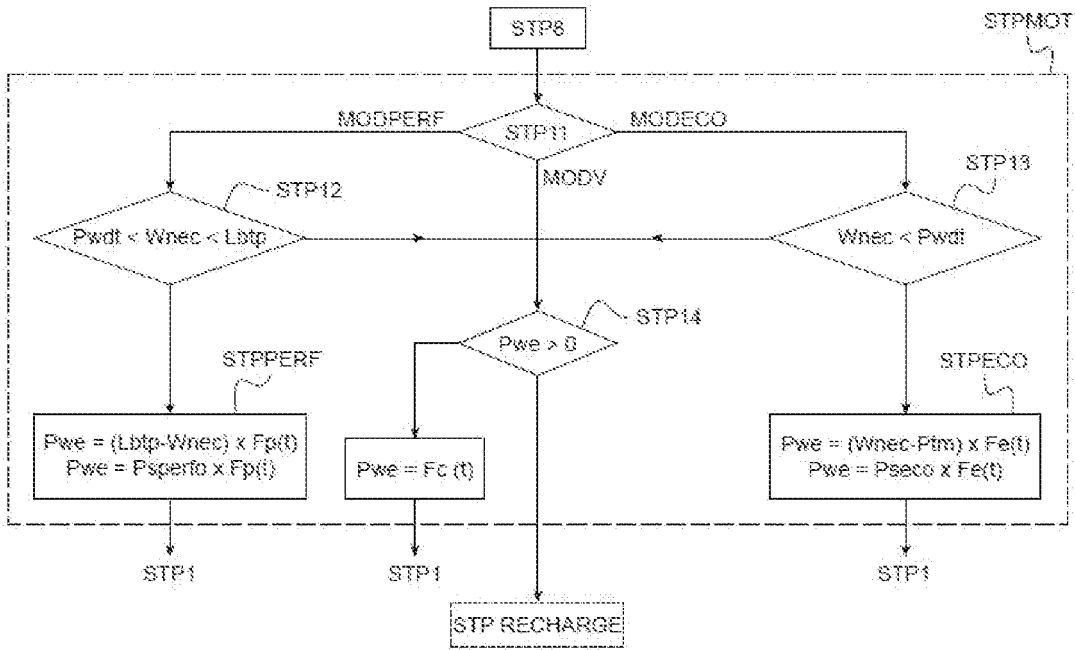 STP6
STPMOT
MODPERF
STP11
MODECO
MODV
STP12
STP13
Pwdt < Wnec < Lbtp
Wnec < Pwdt
STP14
Pwe > 0
STPPERF
STPECO
Pwe = (Lbtp-Wnec) x Fp(t)
Pwe = Psperfo x Fp(t)
Pwe = Fc (t)
Pwe = (Wnec-Ptm) x Fe(t)
Pwe = Pseco x Fe(t)
STP1
STP1
STP1
STP RECHARGE